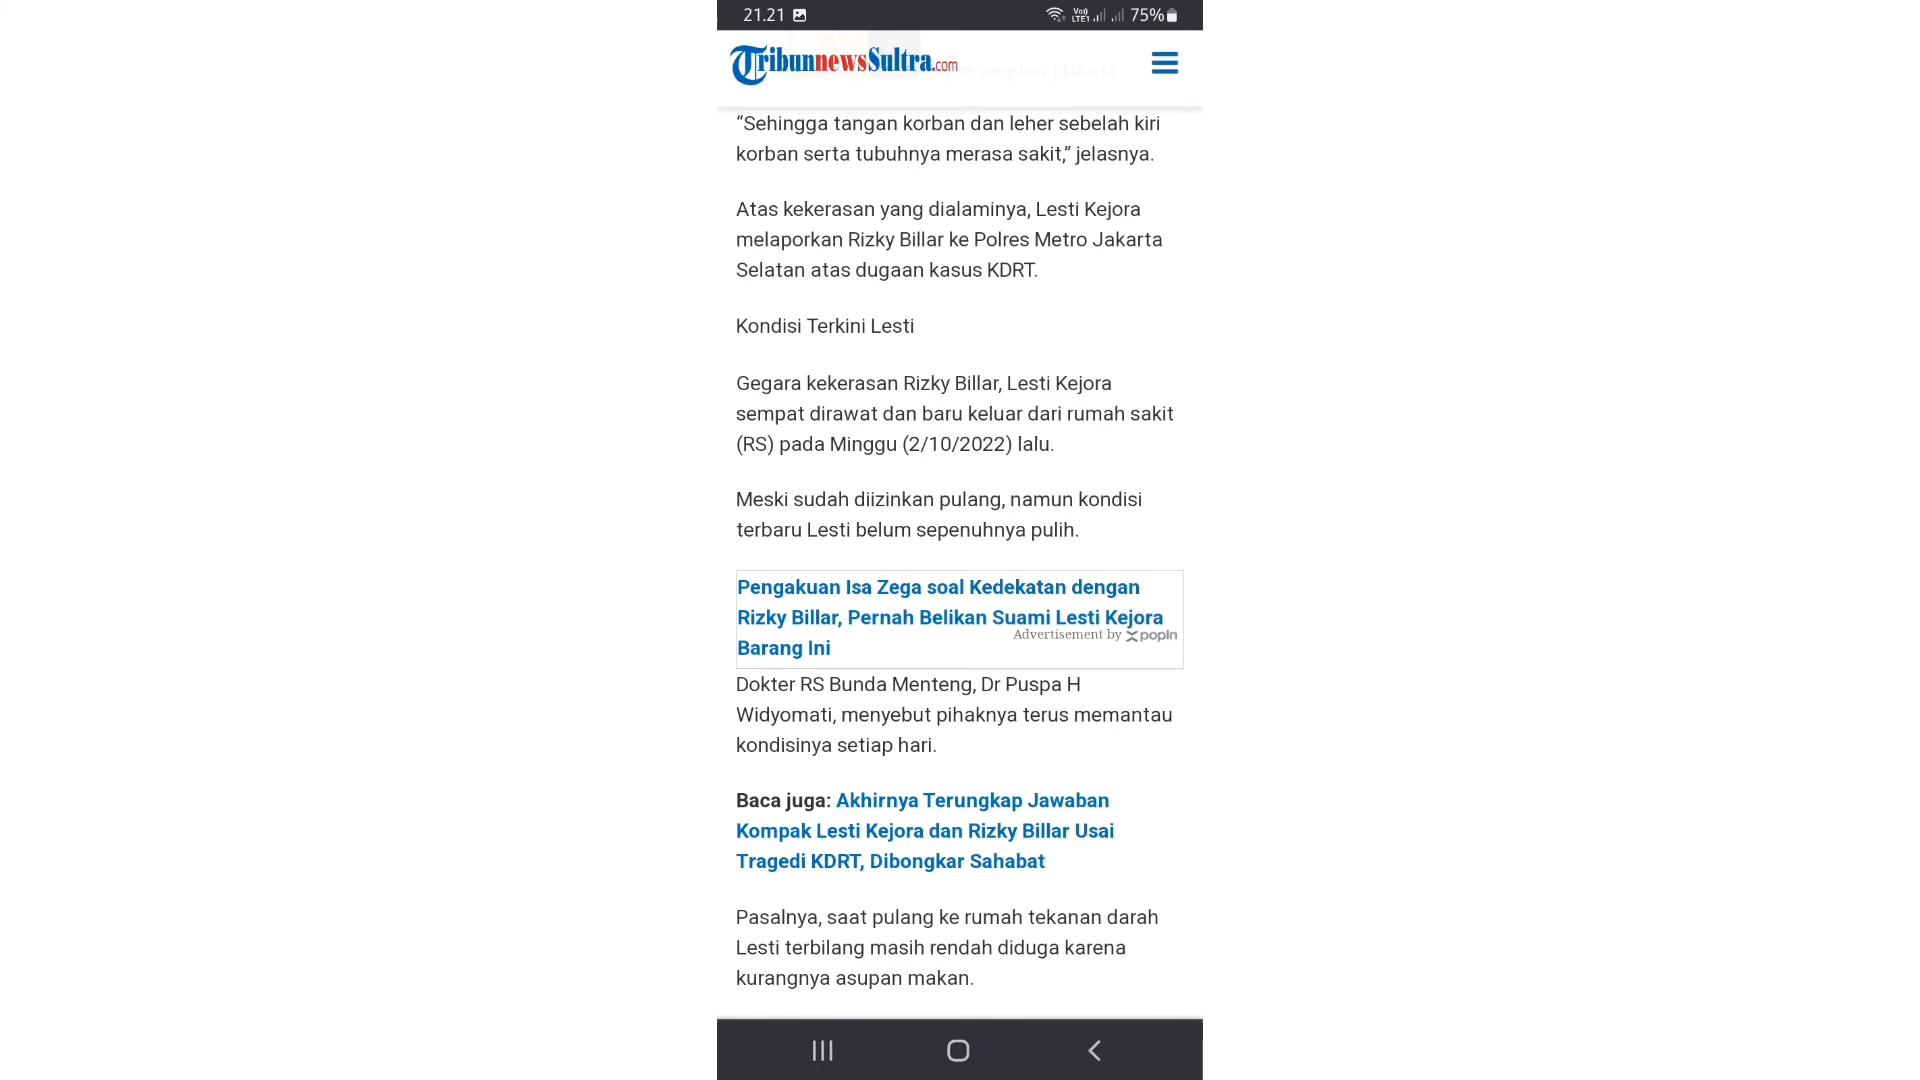 21.21 75%
TribunnewsSultra.com
“Sehingga tangan korban dan leher sebelah kiri
korban serta tubuhnya merasa sakit,” jelasnya.
Atas kekerasan yang dialaminya, Lesti Kejora
melaporkan Rizky Billar ke Polres Metro Jakarta
Selatan atas dugaan kasus KDRT.
Kondisi Terkini Lesti
Gegara kekerasan Rizky Billar, Lesti Kejora
sempat dirawat dan baru keluar dari rumah sakit
(RS) pada Minggu (2/10/2022) lalu.
Meski sudah diizinkan pulang, namun kondisi
terbaru Lesti belum sepenuhnya pulih.
Pengakuan Isa Zega soal Kedekatan dengan
Rizky Billar, Pernah Belikan Suami Lesti Kejora
Advertisement by popIn
Barang Ini
Dokter RS Bunda Menteng, Dr Puspa H
Widyomati, menyebut pihaknya terus memantau
kondisinya setiap hari.
Baca juga: Akhirnya Terungkap Jawaban
Kompak Lesti Kejora dan Rizky Billar Usai
Tragedi KDRT, Dibongkar Sahabat
Pasalnya, saat pulang ke rumah tekanan darah
Lesti terbilang masih rendah diduga karena
kurangnya asupan makan.